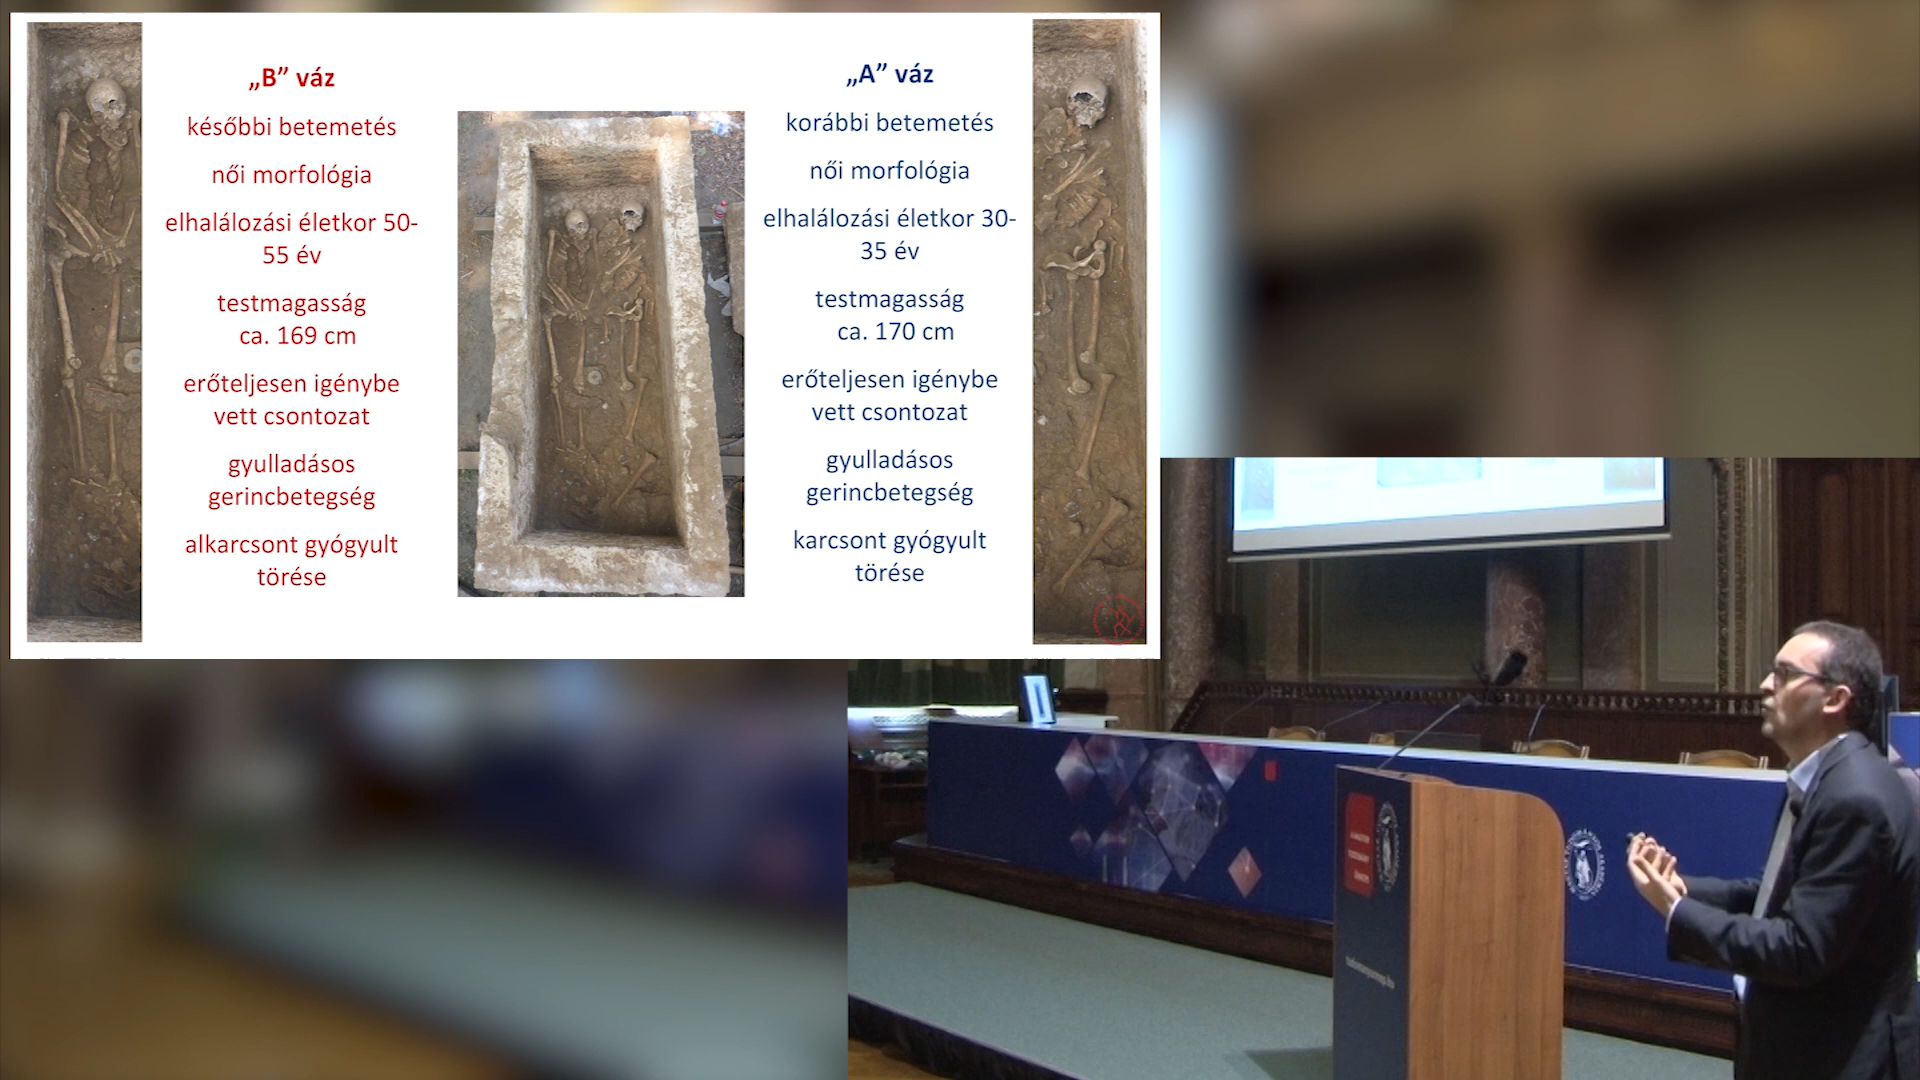 „B” váz
későbbi betemetés
női morfológia
elhalálozási életkor 50-
55 év
testmagasság
ca. 169 cm
erőteljesen igénybe
vett csontozat
gyulladásos
gerincbetegség
alkarcsont gyógyult
törése
„A” váz
korábbi betemetés
női morfológia
elhalálozási életkor 30-
35 év
testmagasság
ca. 170 cm
erőteljesen igénybe
vett csontozat
gyulladásos
gerincbetegség
karcsont gyógyult
törése